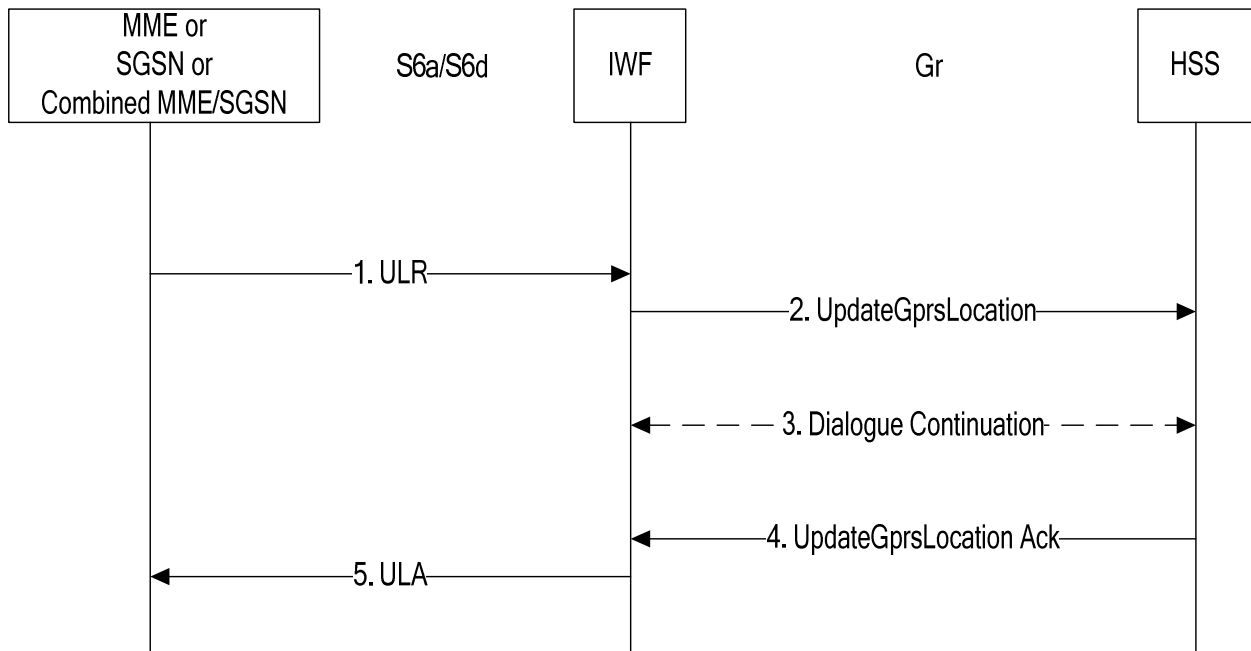 MME or
SGSN or
Combined MME/SGSN
S6a/S6d
IWF
Gr
HSS
1. ULR
2. UpdateGprsLocation
3. Dialogue Continuation
4. UpdateGprsLocation Ack
5. ULA